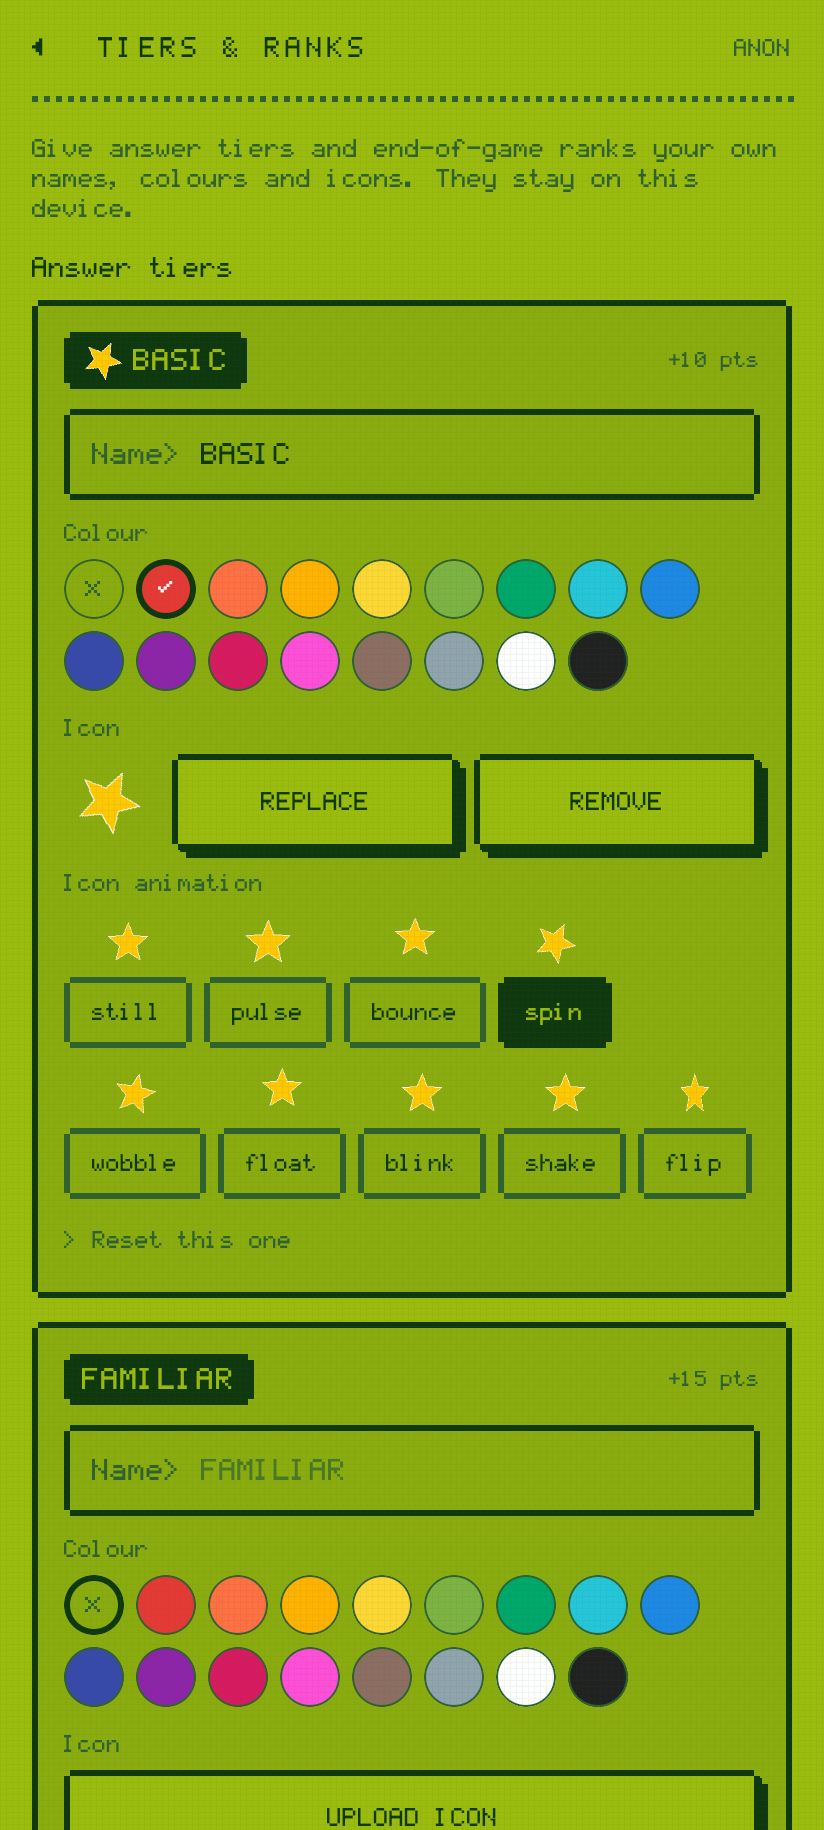 TIERS & RANKS
ANON
Give answer tiers and end-of-game ranks your own
names, colours and icons. They stay on this
device.
Answer tiers
BASIC
+10 pts
Name> BASIC
Colour
Icon
REPLACE
REMOVE
Icon animation
still
pulse
bounce
spin
wobble
float
blink
shake
flip
> Reset this one
FAMILIAR
+15 pts
Name> FAMILIAR
Colour
Icon
UPLOAD ICON